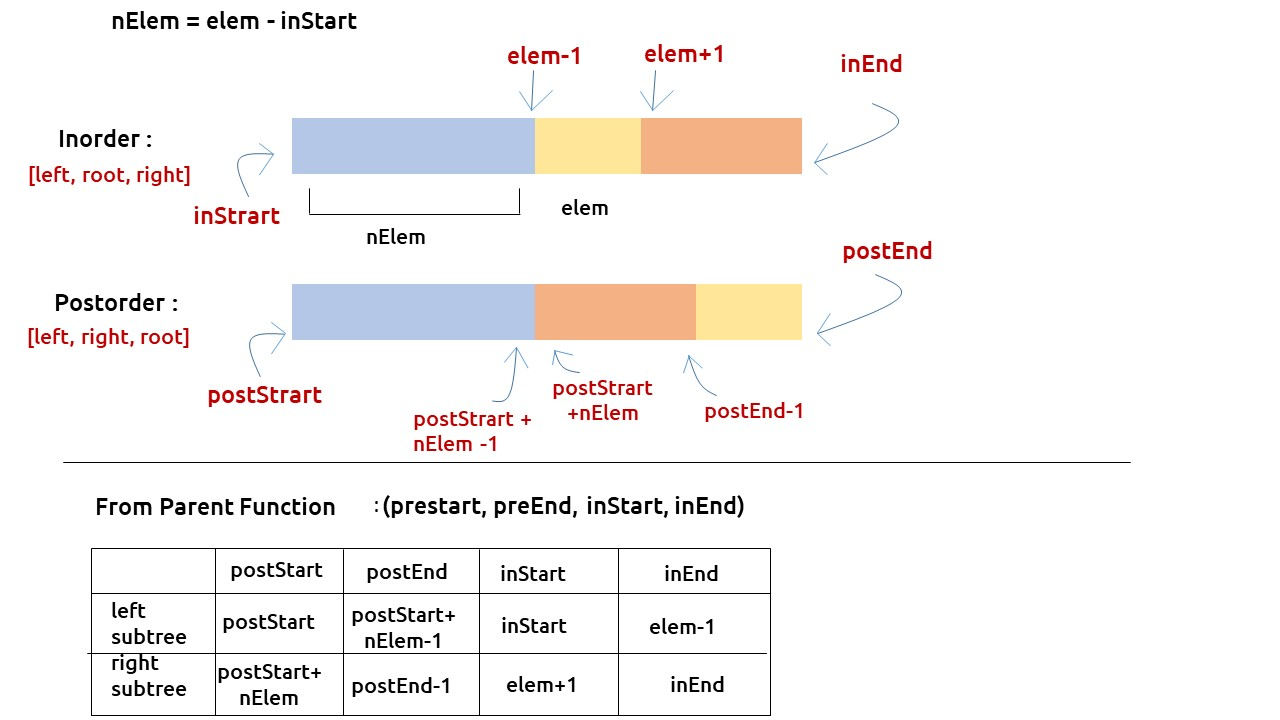 nElem = elem - inStart
elem-1
elem+1
inEnd
Inorder :
[left, root, right]
inStrart
nElem
elem
postEnd
Postorder :
[left, right, root]
postStrart
postStrart +
nElem -1
postStrart
+nElem
postEnd-1
From Parent Function : (prestart, preEnd, inStart, inEnd)
postStart postEnd inStart inEnd
left
subtree
postStart
postStart+
nElem-1
inStart
elem-1
right
subtree
postStart+
nElem
postEnd-1
elem+1
inEnd